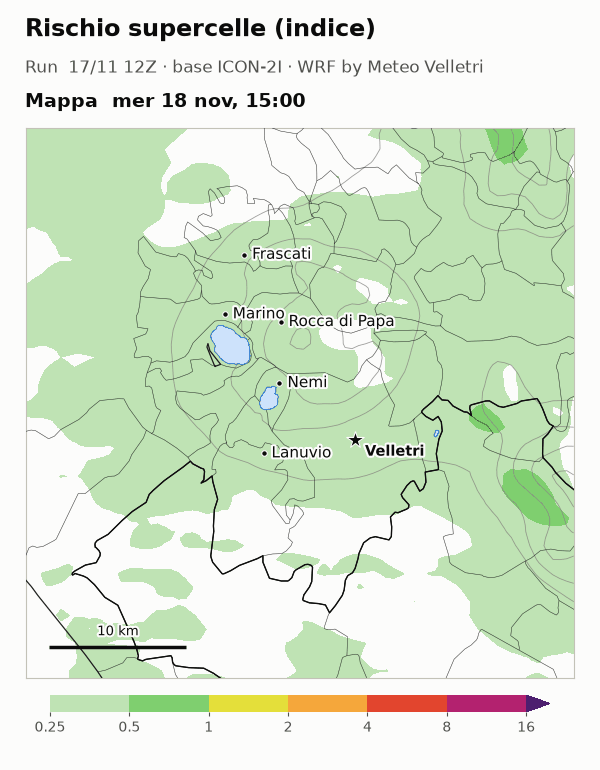 Rischio supercelle (indice)
Run  17/11 12Z · base ICON-2I · WRF by Meteo Velletri
Mappa  mer 18 nov, 15:00
Frascati
Marino
Rocca di Papa
Nemi
Velletri
Lanuvio
10 km
0.25 0.5 1 2 4 8 16